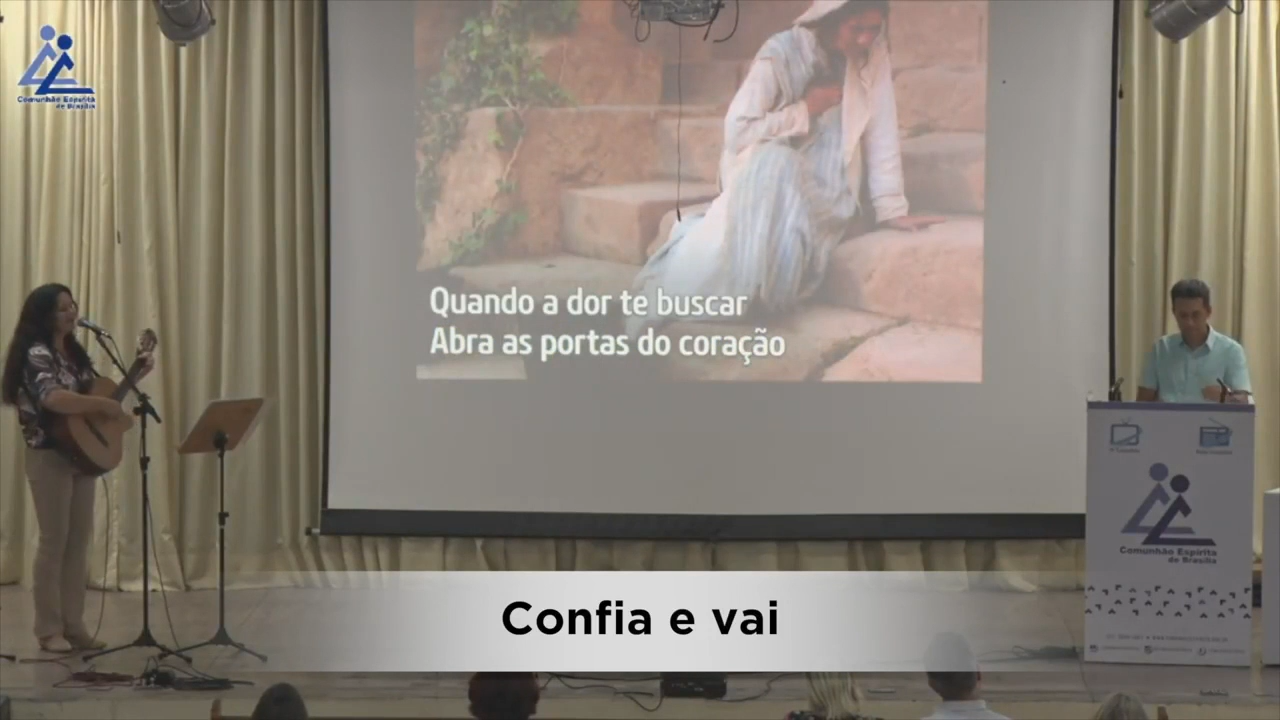 Comunhão Espírita
de Brasília
Quando a dor te buscar
Abra as portas do coração
Comunhão Espírita
de Brasília
Confia e vai